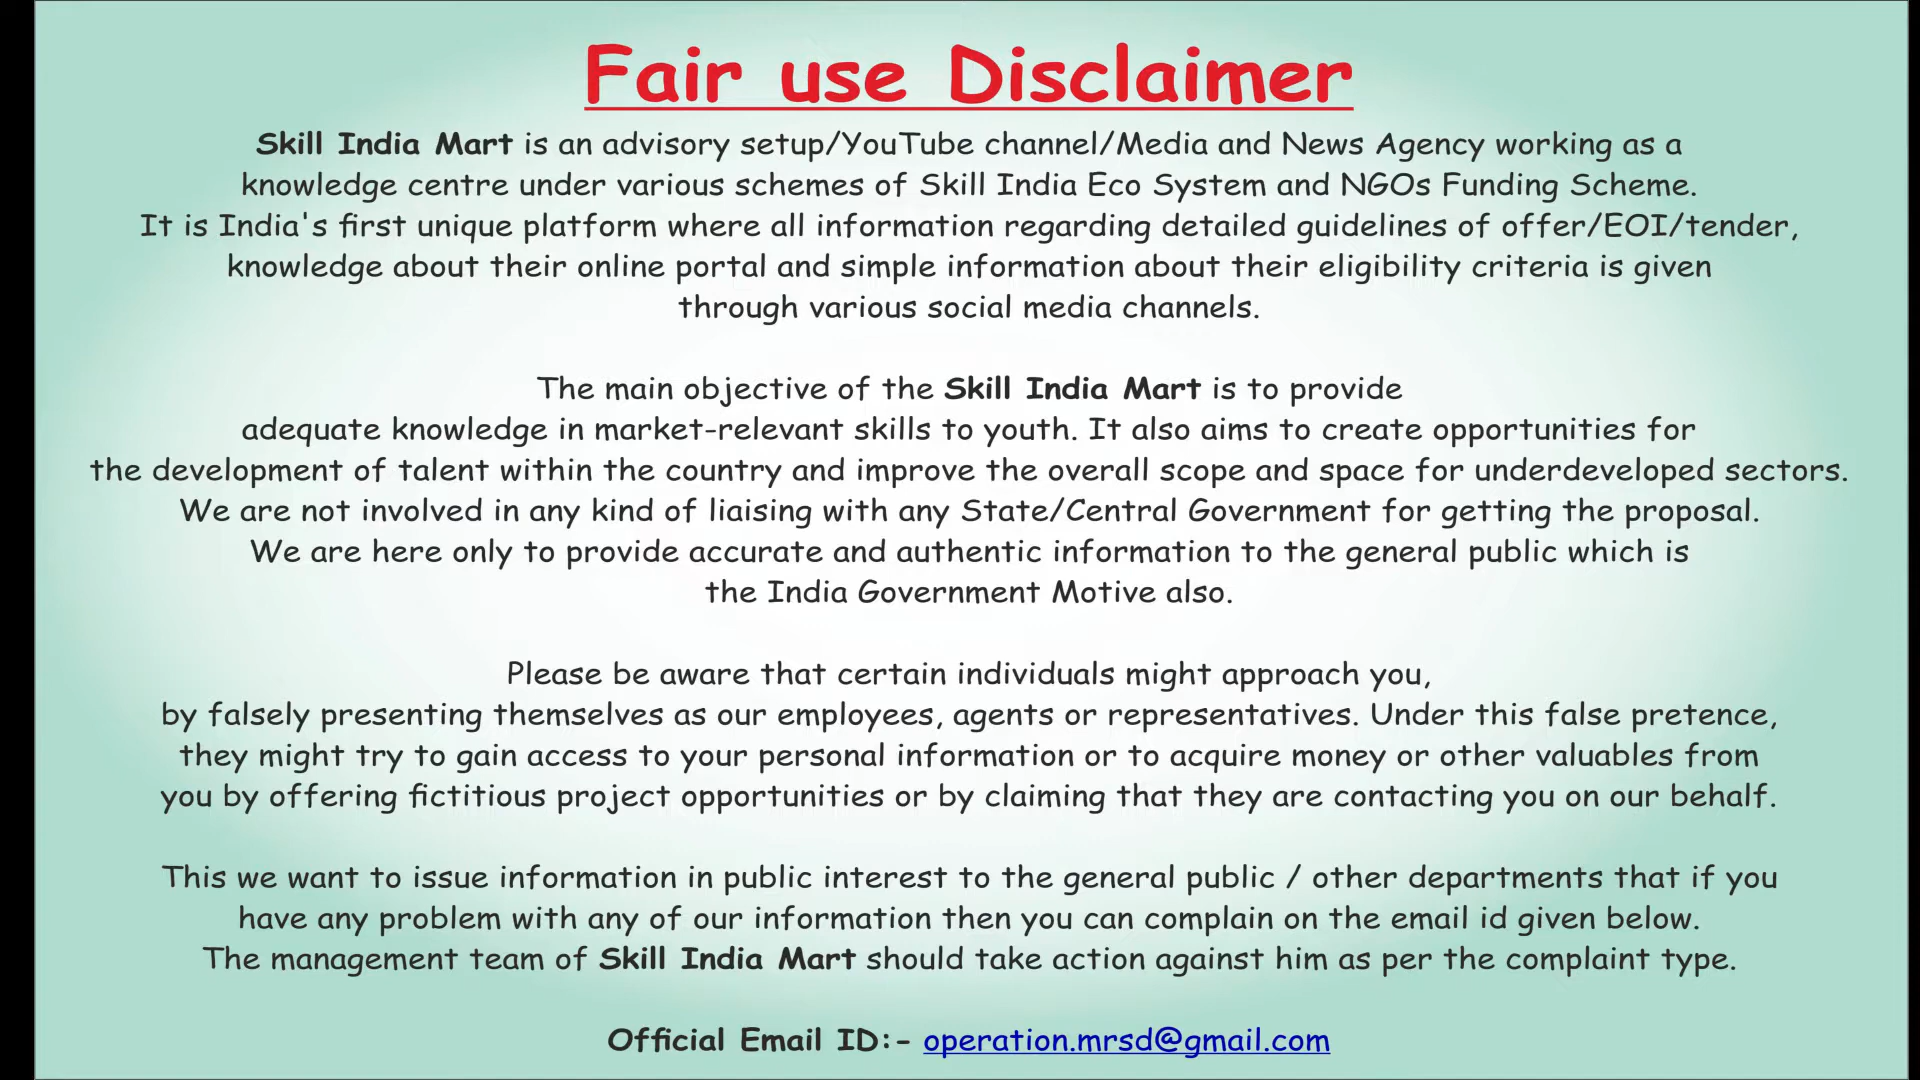 Fair use Disclaimer
Skill India Mart is an advisory setup/YouTube channel/Media and News Agency working as a
knowledge centre under various schemes of Skill India Eco System and NGOs Funding Scheme.
It is India's first unique platform where all information regarding detailed guidelines of offer/EOI/tender,
knowledge about their online portal and simple information about their eligibility criteria is given
through various social media channels.
The main objective of the Skill India Mart is to provide
adequate knowledge in market-relevant skills to youth. It also aims to create opportunities for
the development of talent within the country and improve the overall scope and space for underdeveloped sectors.
We are not involved in any kind of liaising with any State/Central Government for getting the proposal.
We are here only to provide accurate and authentic information to the general public which is
the India Government Motive also.
Please be aware that certain individuals might approach you,
by falsely presenting themselves as our employees, agents or representatives. Under this false pretence,
they might try to gain access to your personal information or to acquire money or other valuables from
you by offering fictitious project opportunities or by claiming that they are contacting you on our behalf.
This we want to issue information in public interest to the general public / other departments that if you
have any problem with any of our information then you can complain on the email id given below.
The management team of Skill India Mart should take action against him as per the complaint type.
Official Email ID:- operation.mrsd@gmail.com